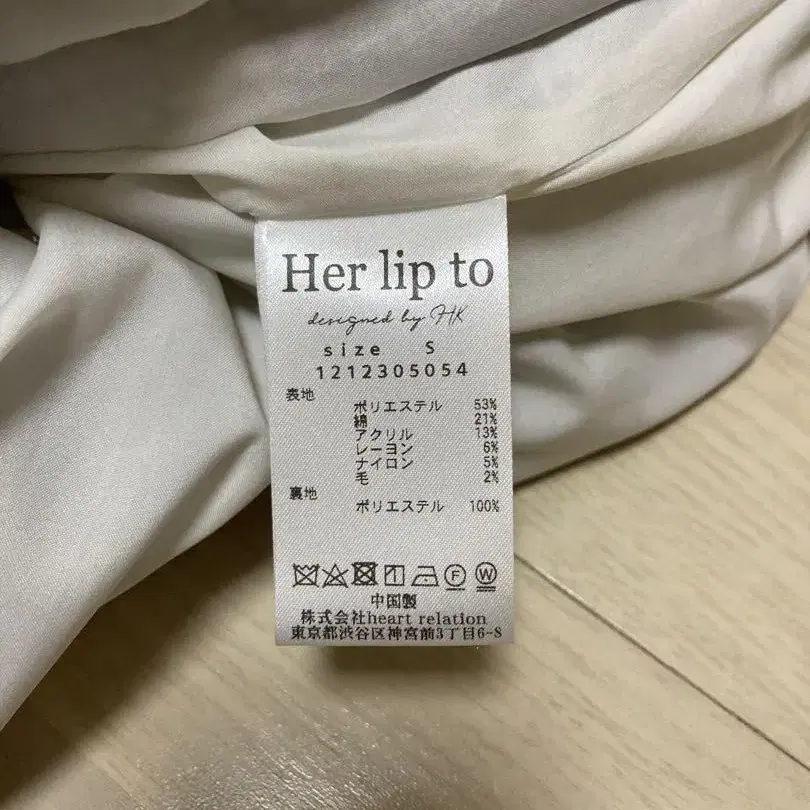 Her lip to
designed by HK
size S
1212305054
表地
ポリエステル 53%
綿 21%
アクリル 13%
レーヨン 6%
ナイロン 5%
毛 2%
裏地
ポリエステル 100%
F W
中国製
株式会社heart relation
東京都渋谷区神宮前3丁目6-8